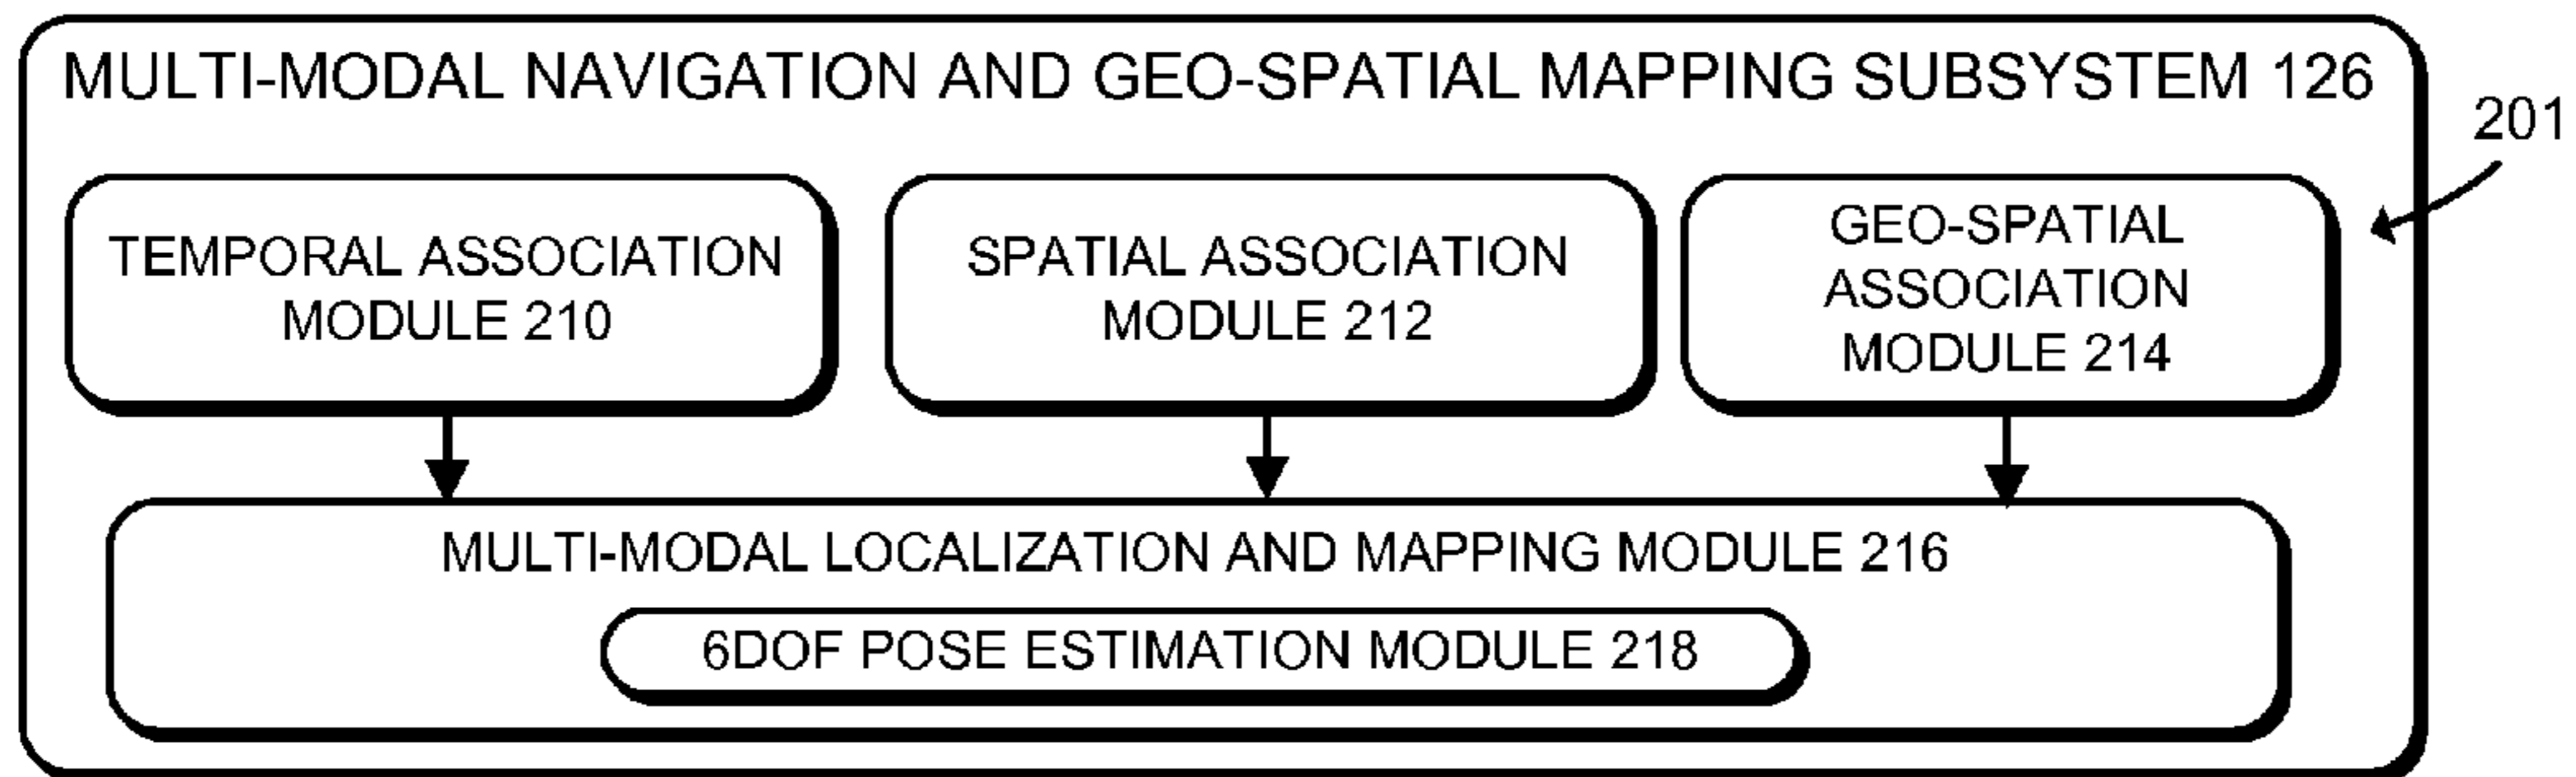 MULTI-MODAL NAVIGATION AND GEO-SPATIAL MAPPING SUBSYSTEM 126
201
TEMPORAL ASSOCIATION
MODULE 210
SPATIAL ASSOCIATION
MODULE 212
GEO-SPATIAL
ASSOCIATION
MODULE 214
MULTI-MODAL LOCALIZATION AND MAPPING MODULE 216
6DOF POSE ESTIMATION MODULE 218